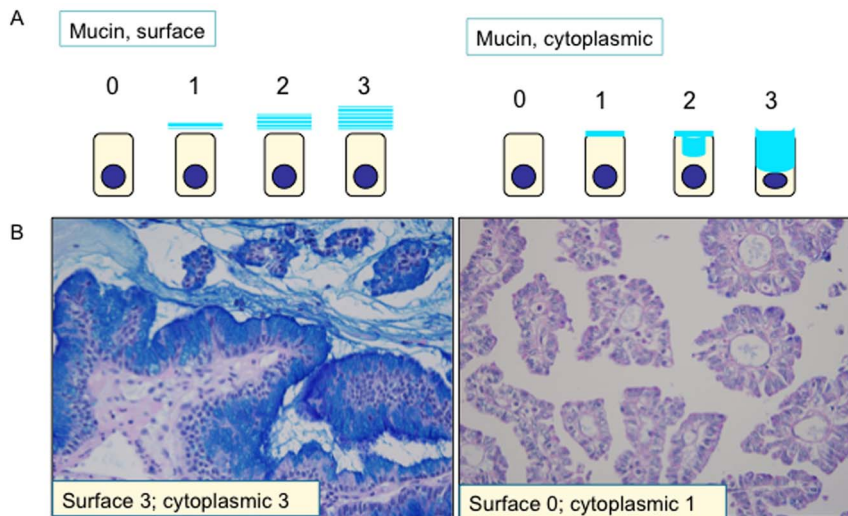 A
Mucin, surface
0 1 2 3
Mucin, cytoplasmic
0 1 2 3
B
Surface 3; cytoplasmic 3
Surface 0; cytoplasmic 1